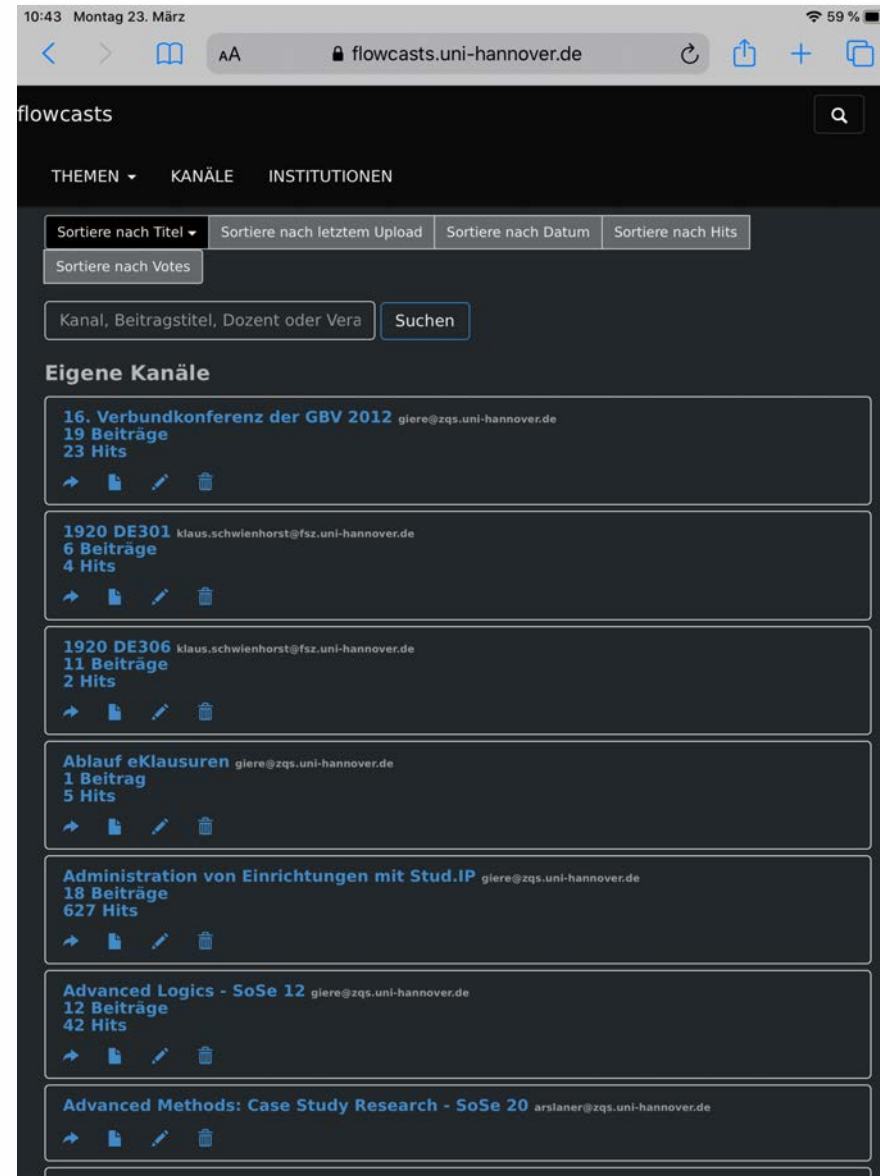 10:43 Montag 23. März 59 %
AA flowcasts.uni-hannover.de
flowcasts
THEMEN KANÄLE INSTITUTIONEN
Sortiere nach Titel Sortiere nach letztem Upload Sortiere nach Datum Sortiere nach Hits
Sortiere nach Votes
Kanal, Beitragstitel, Dozent oder Vera Suchen
Eigene Kanäle
16. Verbundkonferenz der GBV 2012 giere@zqs.uni-hannover.de
19 Beiträge
23 Hits
1920 DE301 klaus.schwienhorst@fsz.uni-hannover.de
6 Beiträge
4 Hits
1920 DE306 klaus.schwienhorst@fsz.uni-hannover.de
11 Beiträge
2 Hits
Ablauf eKlausuren giere@zqs.uni-hannover.de
1 Beitrag
5 Hits
Administration von Einrichtungen mit Stud.IP giere@zqs.uni-hannover.de
18 Beiträge
627 Hits
Advanced Logics - SoSe 12 giere@zqs.uni-hannover.de
12 Beiträge
42 Hits
Advanced Methods: Case Study Research - SoSe 20 arslaner@zqs.uni-hannover.de